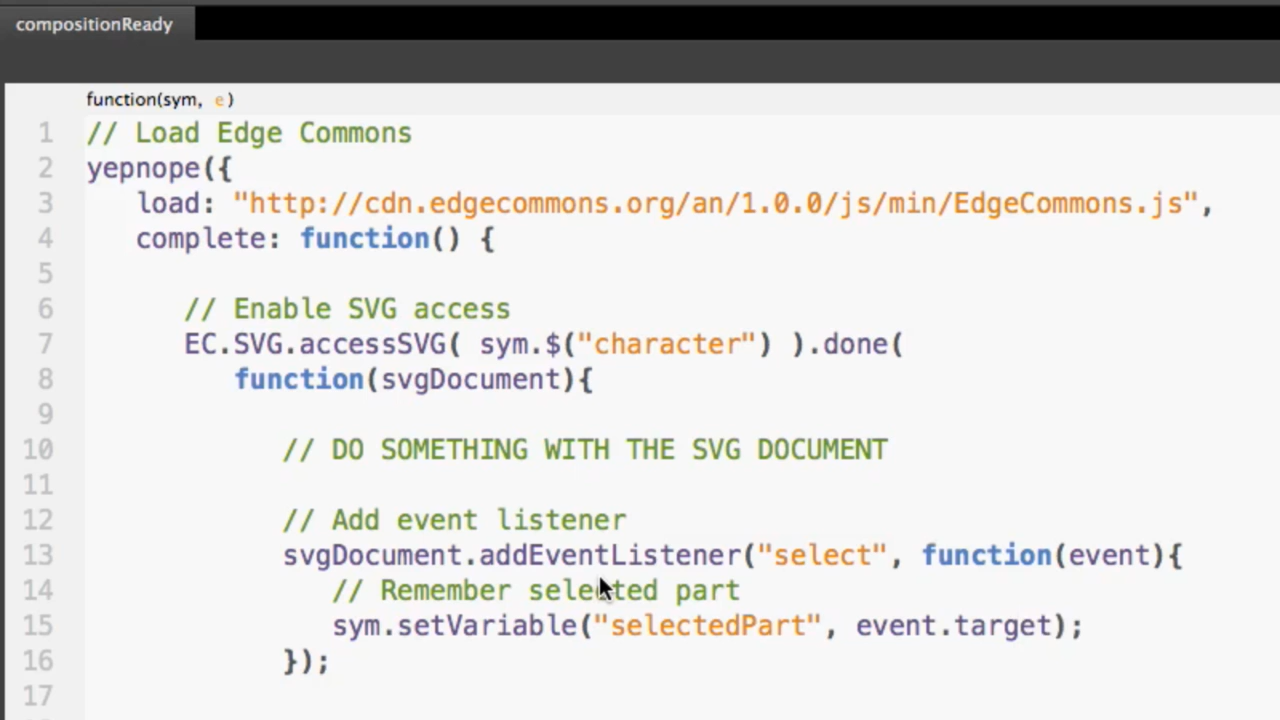 compositionReady
function(sym, e)
1 // Load Edge Commons
2 yepnope({
3 load: "http://cdn.edgecommons.org/an/1.0.0/js/min/EdgeCommons.js",
4 complete: function() {
5
6 // Enable SVG access
7 EC.SVG.accessSVG( sym.$("character") ).done(
8 function(svgDocument){
9
10 // DO SOMETHING WITH THE SVG DOCUMENT
11
12 // Add event listener
13 svgDocument.addEventListener("select", function(event){
14 // Remember selected part
15 sym.setVariable("selectedPart", event.target);
16 });
17